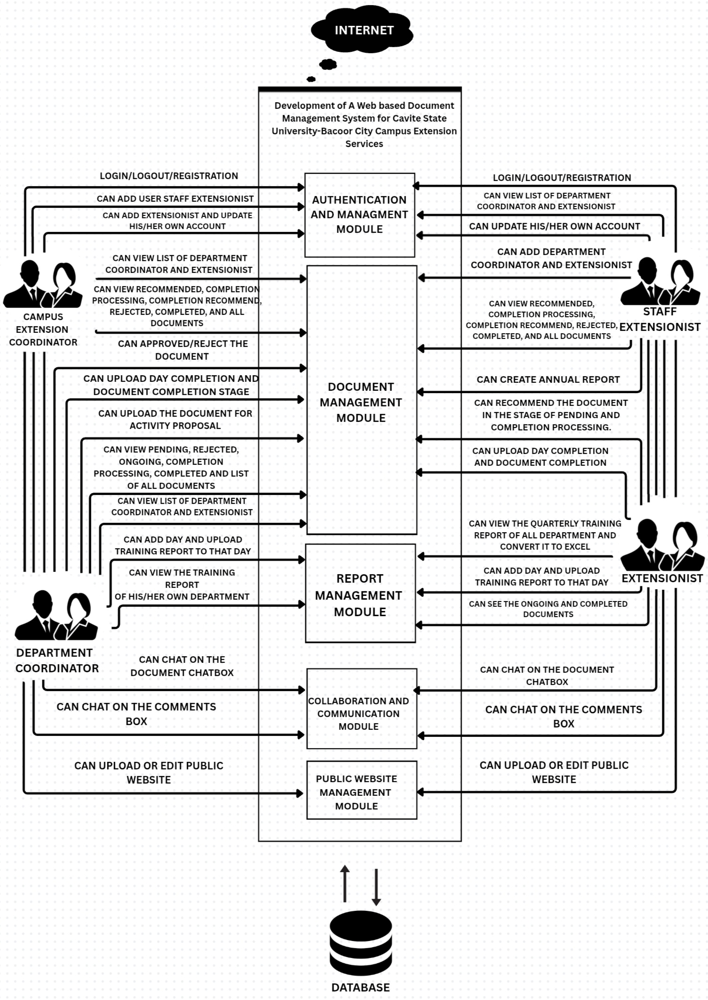 INTERNET
Development of A Web based Document
Management System for Cavite State
University-Bacoor City Campus Extension
Services
LOGIN/LOGOUT/REGISTRATION
CAN ADD USER STAFF EXTENSIONIST
CAN ADD EXTENSIONIST AND UPDATE
HIS/HER OWN ACCOUNT
AUTHENTICATION
AND MANAGMENT
MODULE
LOGIN/LOGOUT/REGISTRATION
CAN VIEW LIST OF DEPARTMENT
COORDINATOR AND EXTENSIONIST
CAN UPDATE HIS/HER OWN ACCOUNT
CAN ADD DEPARTMENT
COORDINATOR AND EXTENSIONIST
CAMPUS
EXTENSION
COORDINATOR
CAN VIEW LIST OF DEPARTMENT
COORDINATOR AND EXTENSIONIST
CAN VIEW RECOMMENDED, COMPLETION
PROCESSING, COMPLETION RECOMMEND,
REJECTED, COMPLETED, AND ALL
DOCUMENTS
CAN APPROVED/REJECT THE
DOCUMENT
CAN UPLOAD DAY COMPLETION AND
DOCUMENT COMPLETION STAGE
CAN UPLOAD THE DOCUMENT FOR
ACTIVITY PROPOSAL
CAN VIEW PENDING, REJECTED,
ONGOING, COMPLETION
PROCESSING, COMPLETED AND LIST
OF ALL DOCUMENTS
CAN VIEW LIST OF DEPARTMENT
COORDINATOR AND EXTENSIONIST
DOCUMENT
MANAGEMENT
MODULE
STAFF
EXTENSIONIST
CAN VIEW RECOMMENDED,
COMPLETION PROCESSING,
COMPLETION RECOMMEND, REJECTED,
COMPLETED, AND ALL DOCUMENTS
CAN CREATE ANNUAL REPORT
CAN RECOMMEND THE DOCUMENT
IN THE STAGE OF PENDING AND
COMPLETION PROCESSING.
CAN UPLOAD DAY COMPLETION
AND DOCUMENT COMPLETION
CAN ADD DAY AND UPLOAD
TRAINING REPORT TO THAT DAY
CAN VIEW THE TRAINING
REPORT
OF HIS/HER OWN DEPARTMENT
REPORT
MANAGEMENT
MODULE
CAN VIEW THE QUARTERLY TRAINING
REPORT OF ALL DEPARTMENT AND
CONVERT IT TO EXCEL
CAN ADD DAY AND UPLOAD
TRAINING REPORT TO THAT DAY
CAN SEE THE ONGOING AND COMPLETED
DOCUMENTS
EXTENSIONIST
DEPARTMENT
COORDINATOR
CAN CHAT ON THE
DOCUMENT CHATBOX
CAN CHAT ON THE COMMENTS
BOX
COLLABORATION AND
COMMUNICATION
MODULE
CAN CHAT ON THE DOCUMENT
CHATBOX
CAN CHAT ON THE COMMENTS
BOX
CAN UPLOAD OR EDIT PUBLIC
WEBSITE
PUBLIC WEBSITE
MANAGEMENT
MODULE
CAN UPLOAD OR EDIT PUBLIC
WEBSITE
DATABASE